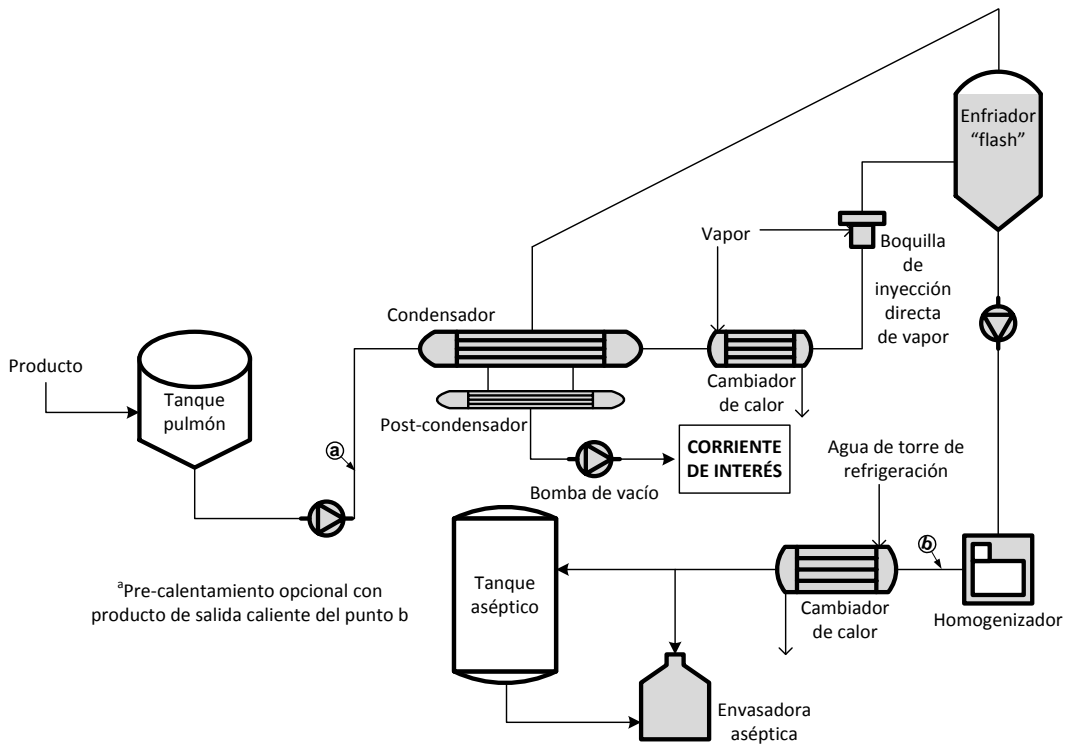 Enfriador
“flash”
Vapor
Boquilla
de
inyección
directa
de vapor
Condensador
Producto
Tanque
pulmón
Cambiador
de calor
Post-condensador
a
CORRIENTE
DE INTERÉS
Agua de torre de
refrigeración
Bomba de vacío
b
Tanque
aséptico
aPre-calentamiento opcional con
producto de salida caliente del punto b
Cambiador
de calor
Homogenizador
Envasadora
aséptica